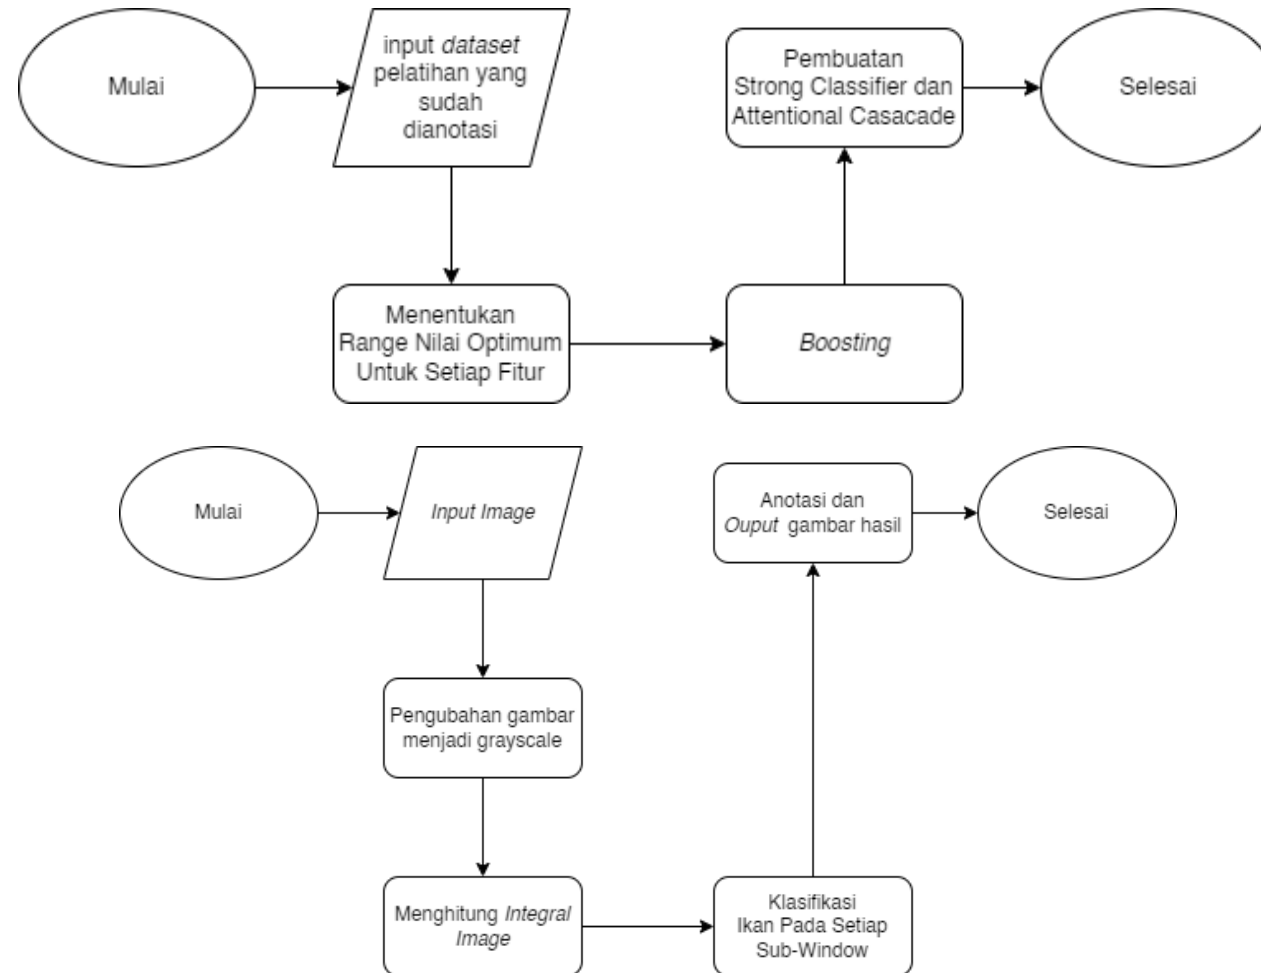 Mulai
input dataset
pelatihan yang
sudah
dianotasi
Menentukan
Range Nilai Optimum
Untuk Setiap Fitur
Boosting
Pembuatan
Strong Classifier dan
Attentional Casacade
Selesai
Mulai
Input Image
Pengubahan gambar
menjadi grayscale
Menghitung Integral
Image
Klasifikasi
Ikan Pada Setiap
Sub-Window
Anotasi dan
Ouput gambar hasil
Selesai